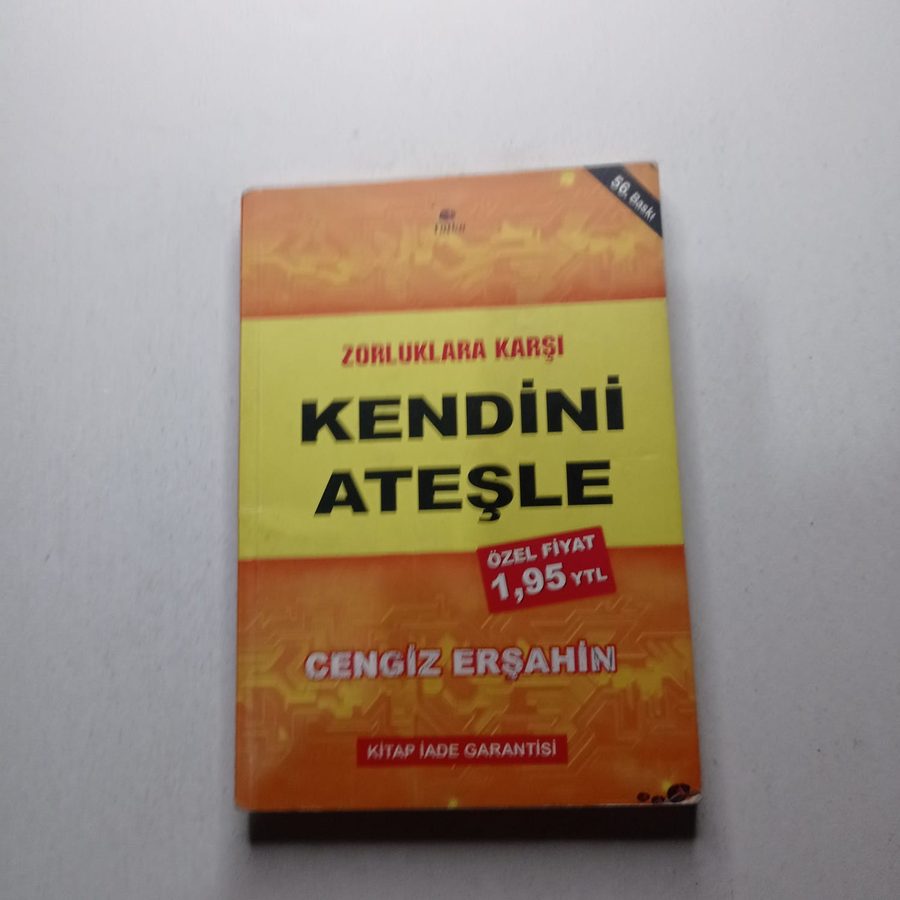 56. Baskı
ZORLUKLARA KARŞI
KENDİNİ
ATEŞLE
ÖZEL FİYAT
1,95 YTL
CENGİZ ERŞAHİN
KİTAP İADE GARANTİSİ